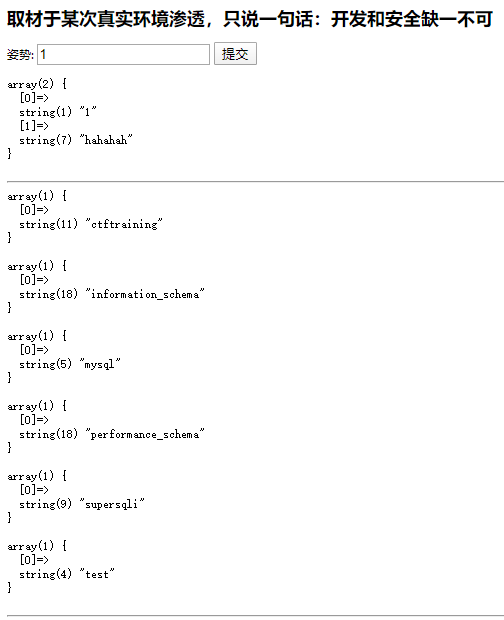 取材于某次真实环境渗透，只说一句话：开发和安全缺一不可
姿势: 1 提交
array(2) {
  [0]=>
  string(1) "1"
  [1]=>
  string(7) "hahahah"
}
array(1) {
  [0]=>
  string(11) "ctftraining"
}
array(1) {
  [0]=>
  string(18) "information_schema"
}
array(1) {
  [0]=>
  string(5) "mysql"
}
array(1) {
  [0]=>
  string(18) "performance_schema"
}
array(1) {
  [0]=>
  string(9) "supersqli"
}
array(1) {
  [0]=>
  string(4) "test"
}